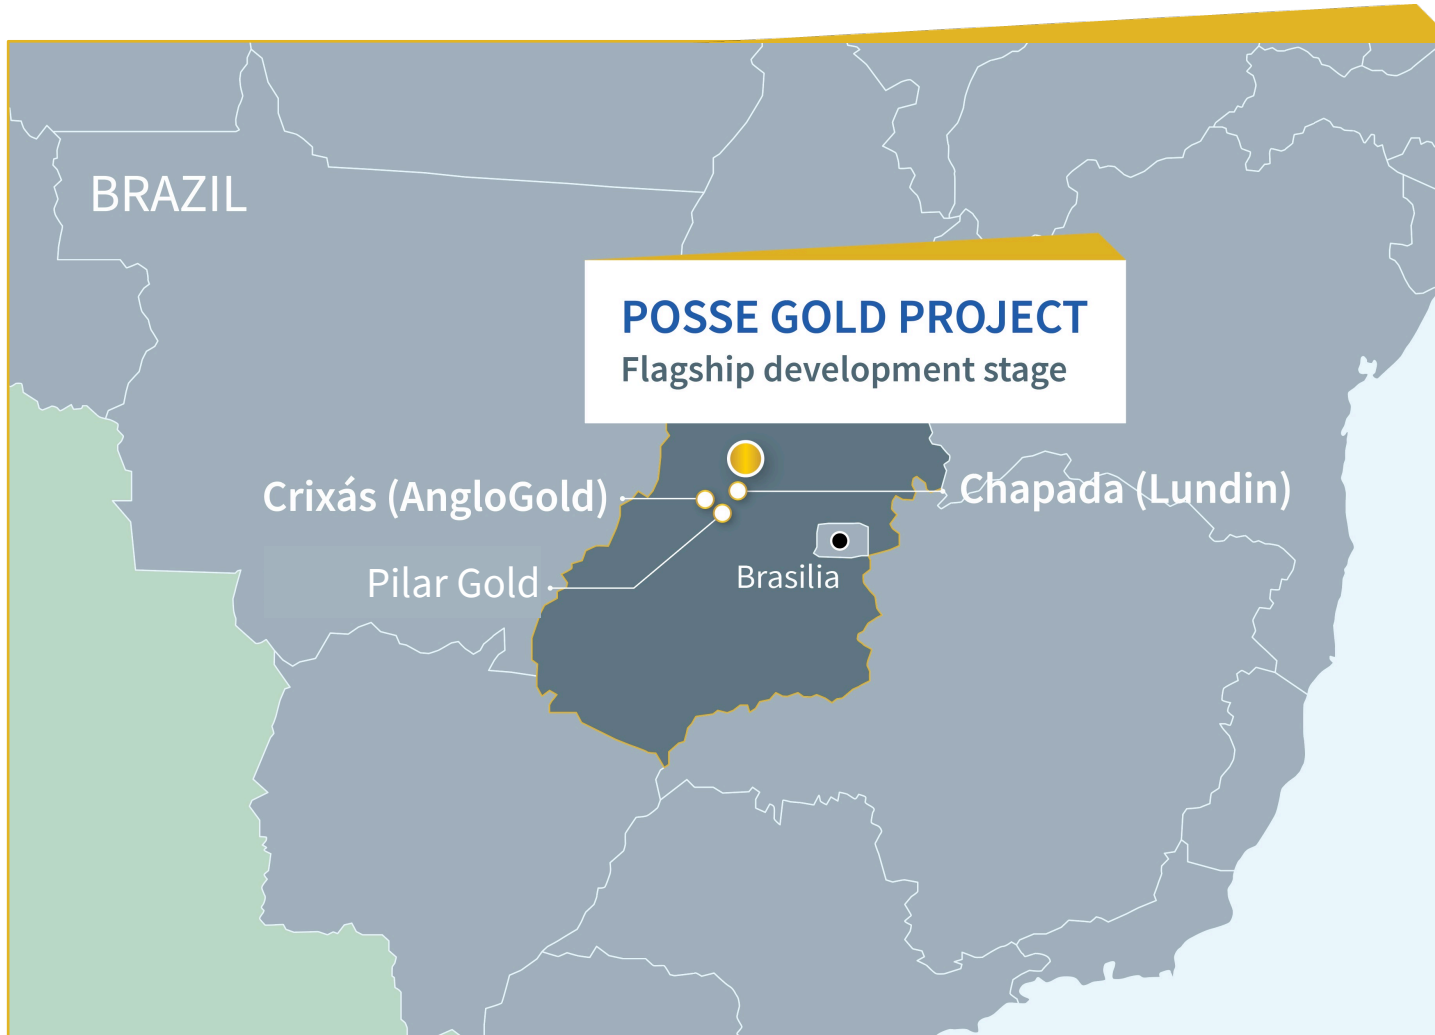 BRAZIL
POSSE GOLD PROJECT
Flagship development stage
Crixás (AngloGold)
Chapada (Lundin)
Pilar Gold
Brasilia